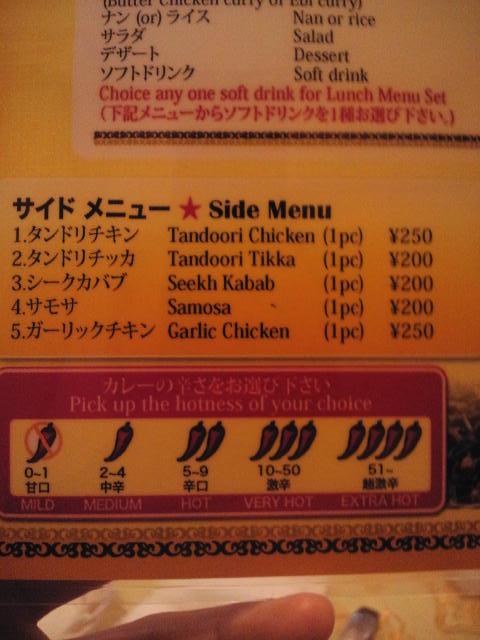 (Butter Chicken curry or Ebi curry)
ナン (or) ライス Nan or rice
サラダ Salad
デザート Dessert
ソフトドリンク Soft drink
Choice any one soft drink for Lunch Menu Set
(下記メニューからソフトドリンクを1種お選び下さい。)
サイド メニュー ★ Side Menu
1.タンドリチキン Tandoori Chicken (1pc) ¥250
2.タンドリチッカ Tandoori Tikka (1pc) ¥200
3.シークカバブ Seekh Kabab (1pc) ¥200
4.サモサ Samosa (1pc) ¥200
5.ガーリックチキン Garlic Chicken (1pc) ¥250
カレーの辛さをお選び下さい
Pick up the hotness of your choice
0~1 2~4 5~9 10~50 51~
甘口 中辛 辛口 激辛 超激辛
MILD MEDIUM HOT VERY HOT EXTRA HOT